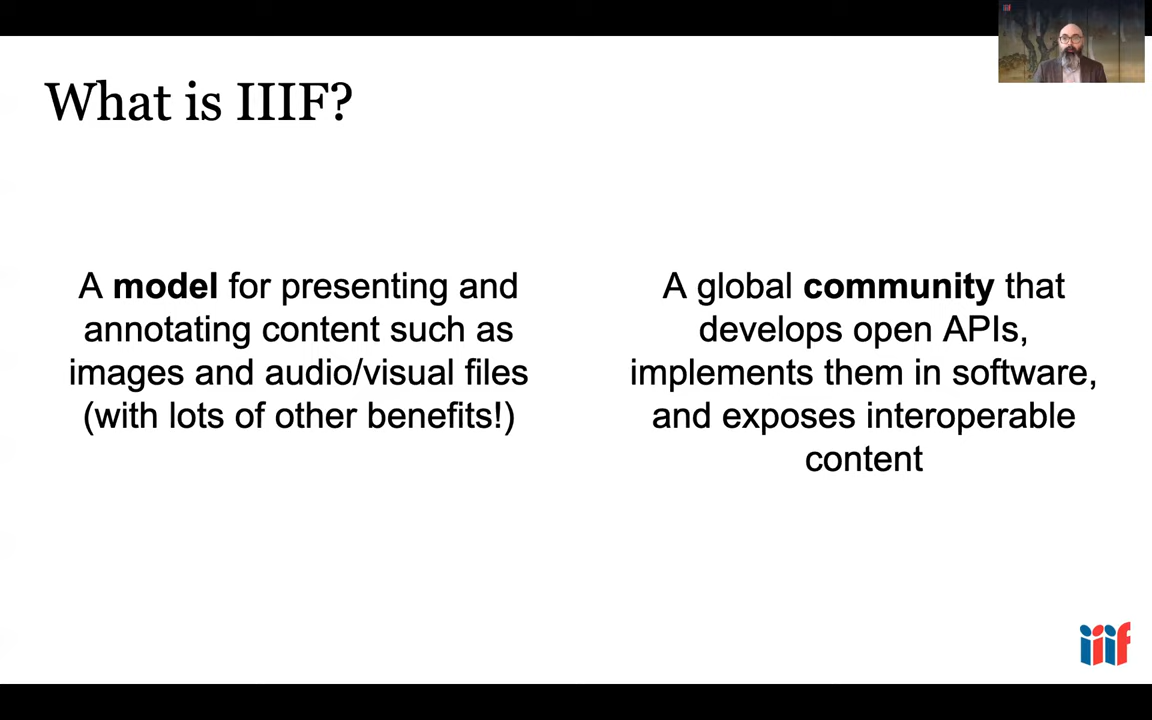 What is IIIF?
A model for presenting and
annotating content such as
images and audio/visual files
(with lots of other benefits!)
A global community that
develops open APIs,
implements them in software,
and exposes interoperable
content
iiif